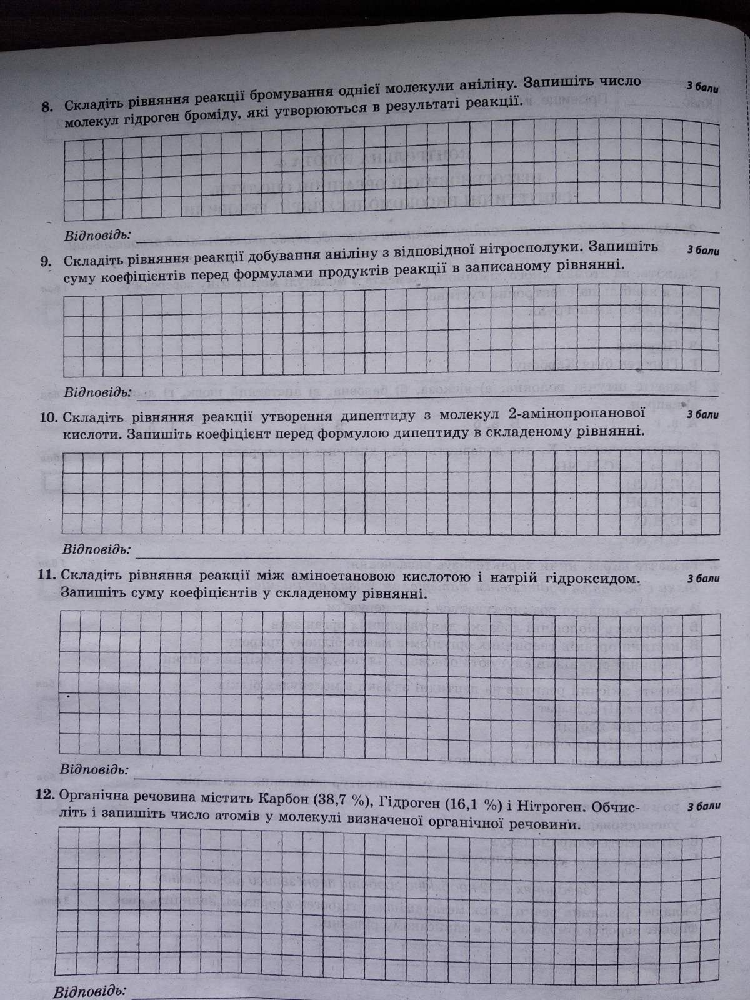 8. Складіть рівняння реакції бромування однієї молекули аніліну. Запишіть число 3 бали
молекул гідроген броміду, які утворюються в результаті реакції.
Відповідь:
9. Складіть рівняння реакції добування аніліну з відповідної нітросполуки. Запишіть 3 бали
суму коефіцієнтів перед формулами продуктів реакції в записаному рівнянні.
Відповідь:
10. Складіть рівняння реакції утворення дипептиду з молекул 2-амінопропанової 3 бали
кислоти. Запишіть коефіцієнт перед формулою дипептиду в складеному рівнянні.
Відповідь:
11. Складіть рівняння реакції між аміноетановою кислотою і натрій гідроксидом. 3 бали
Запишіть суму коефіцієнтів у складеному рівнянні.
Відповідь:
12. Органічна речовина містить Карбон (38,7 %), Гідроген (16,1 %) і Нітроген. Обчис- 3 бали
літь і запишіть число атомів у молекулі визначеної органічної речовини.
Відповідь: